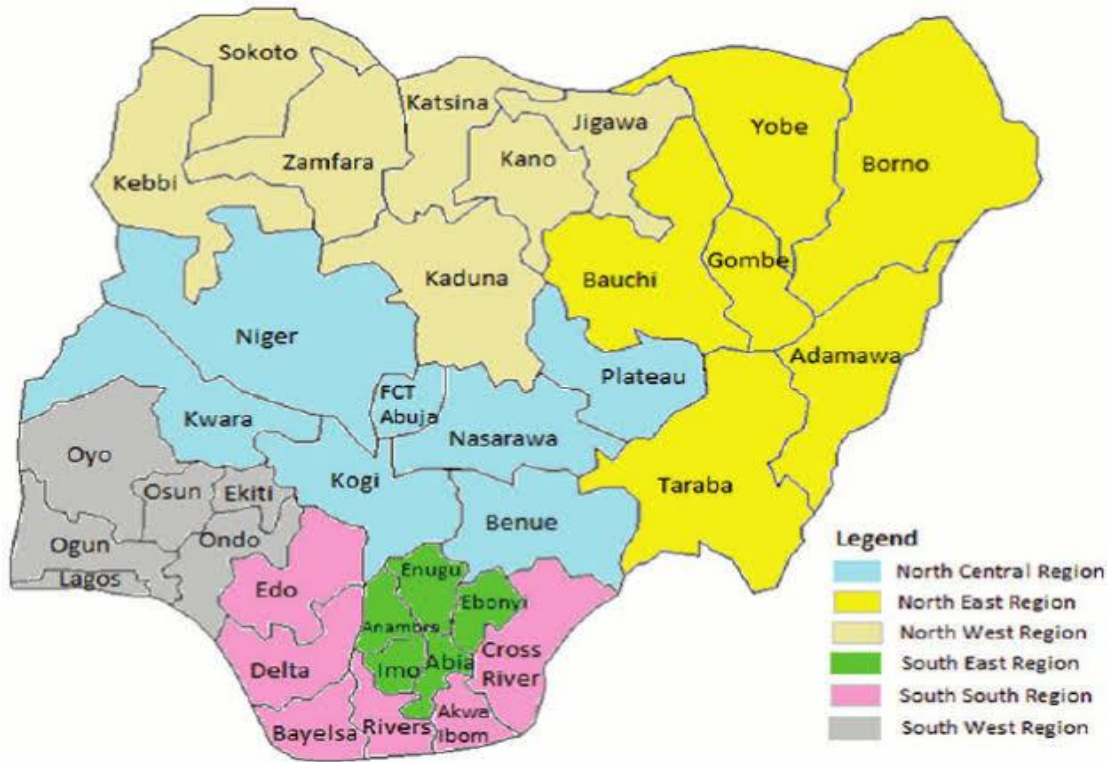 Sokoto
Katsina
Jigawa
Yobe
Borno
Kano
Zamfara
Kebbi
Gombe
Kaduna
Bauchi
Niger
Adamawa
Plateau
FCT
Abuja
Kwara
Nasarawa
Oyo
Kogi
Taraba
Osun
Ekiti
Benue
Ondo
Ogun
Lagos
Edo
Enugu
Ebonyi
Anambra
Delta
Imo
Abia
Cross
River
Bayelsa
Rivers
Akwa
Ibom
Legend
North Central Region
North East Region
North West Region
South East Region
South South Region
South West Region